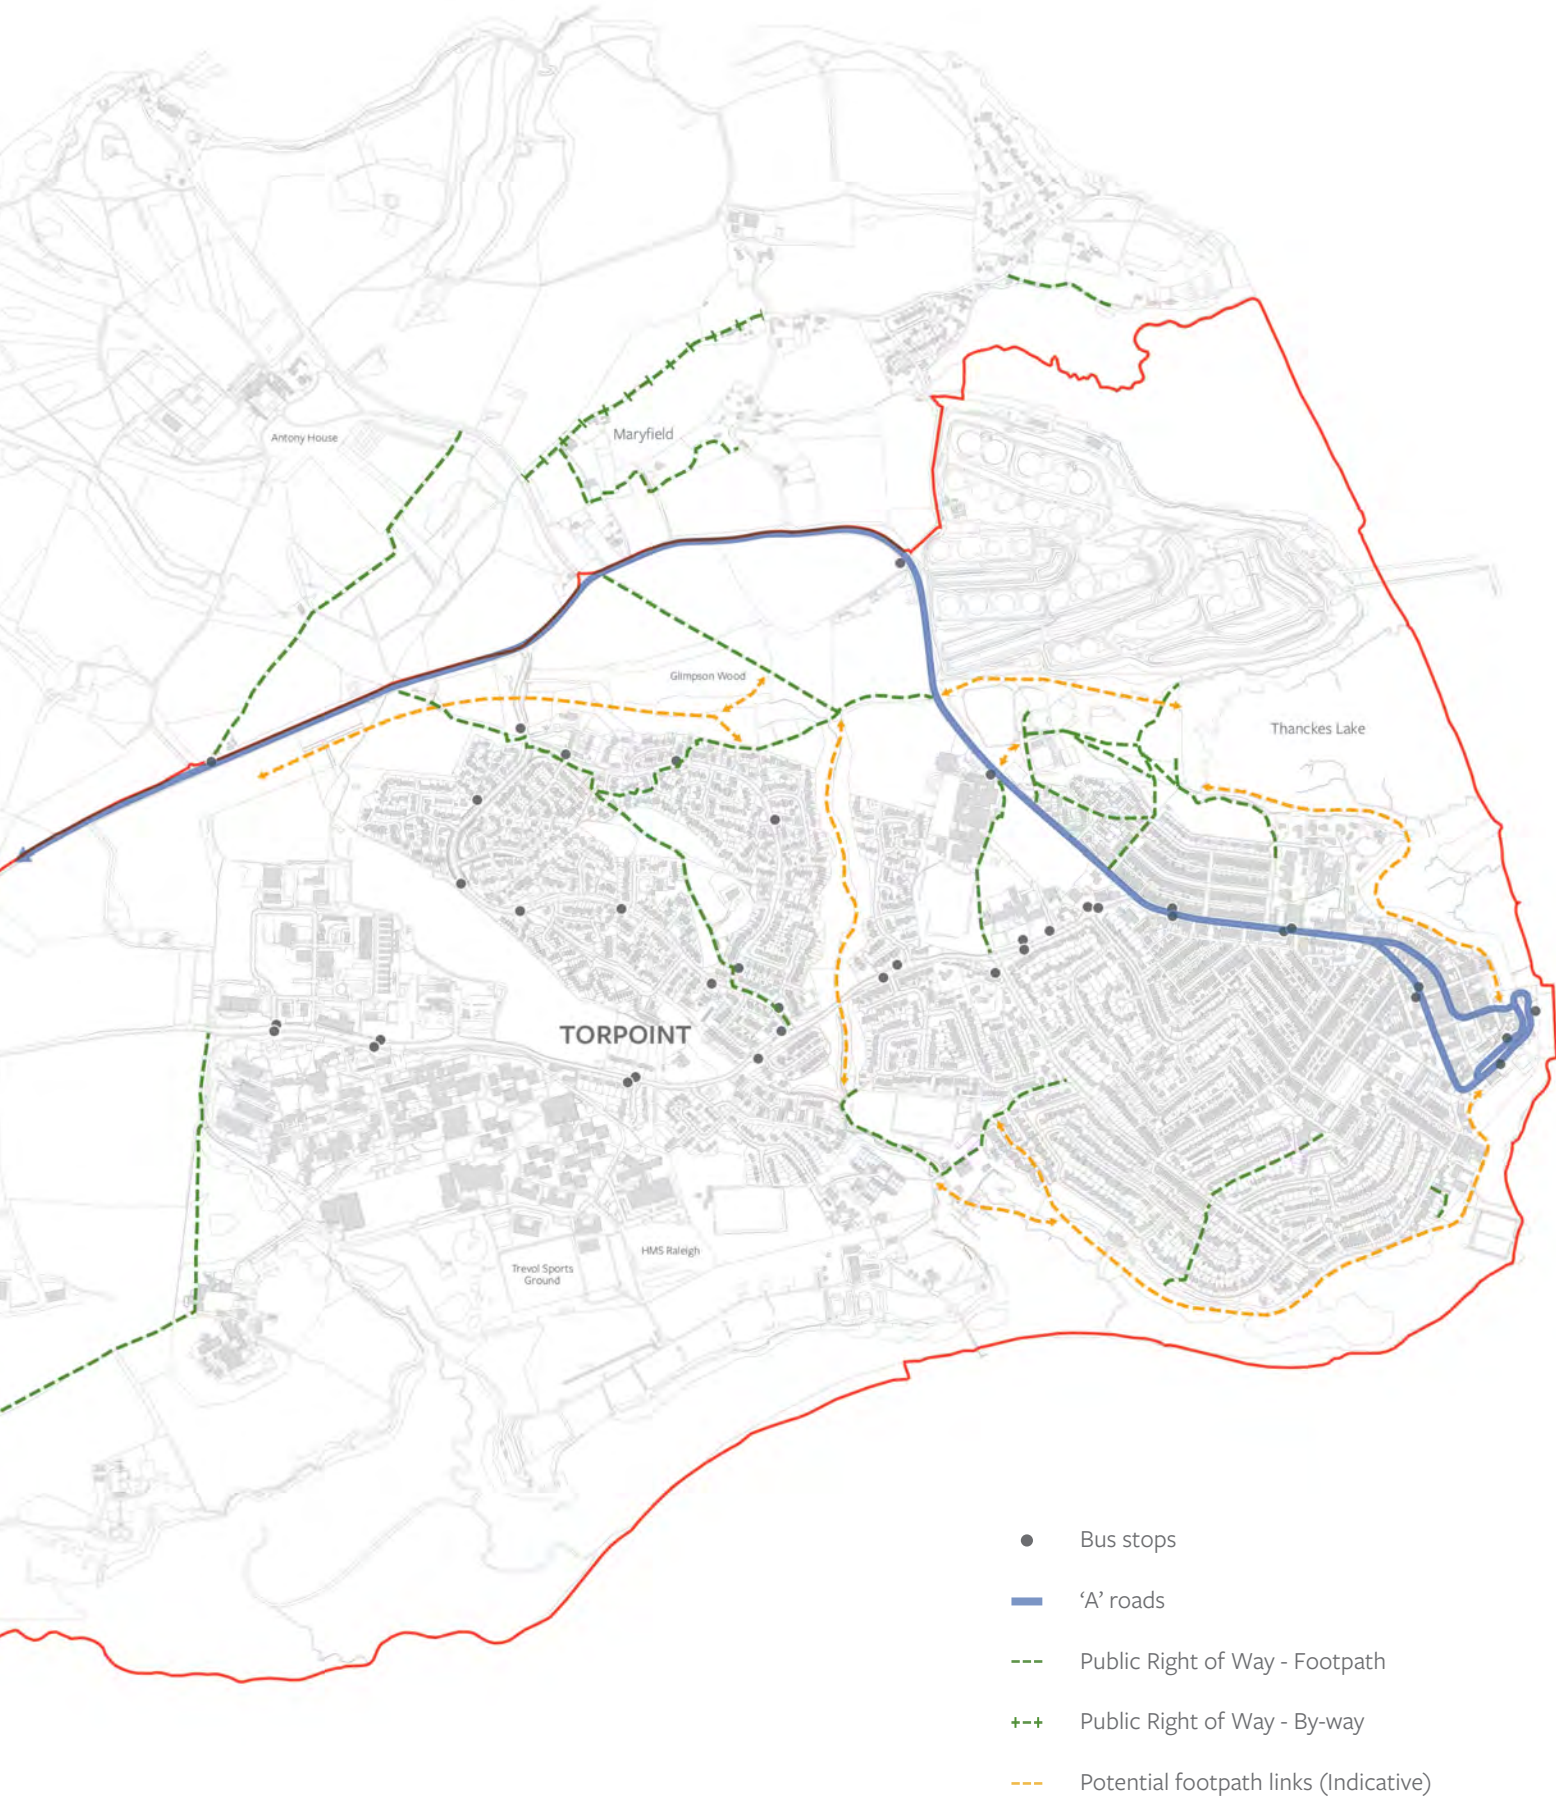 Antony House
Maryfield
Glimpson Wood
Thanckes Lake
TORPOINT
HMS Raleigh
Trevol Sports
Ground
Bus stops
‘A’ roads
Public Right of Way - Footpath
Public Right of Way - By-way
Potential footpath links (Indicative)